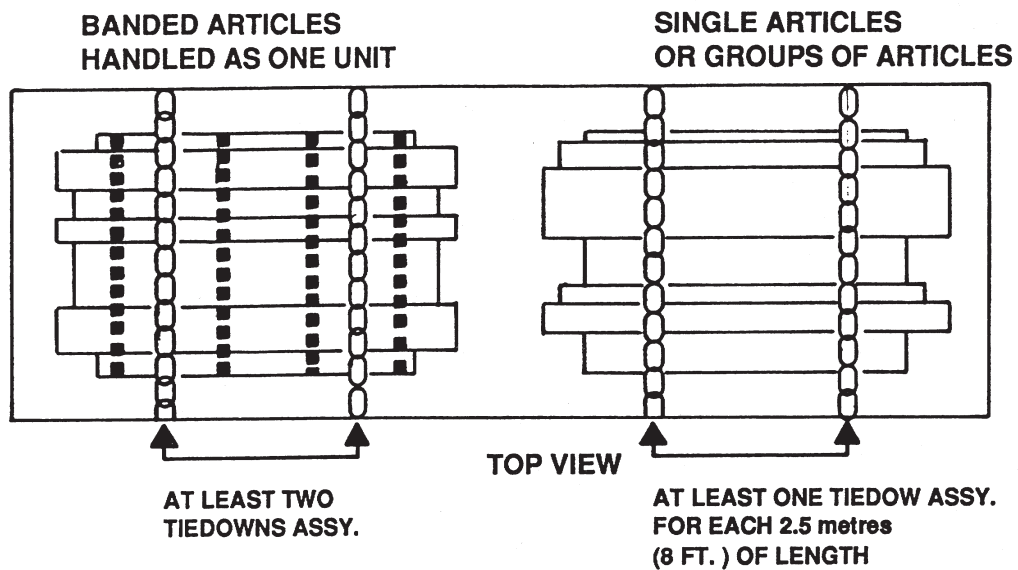 BANDED ARTICLES
HANDLED AS ONE UNIT
SINGLE ARTICLES
OR GROUPS OF ARTICLES
TOP VIEW
AT LEAST TWO
TIEDOWNS ASSY.
AT LEAST ONE TIEDOW ASSY.
FOR EACH 2.5 metres
(8 FT. ) OF LENGTH